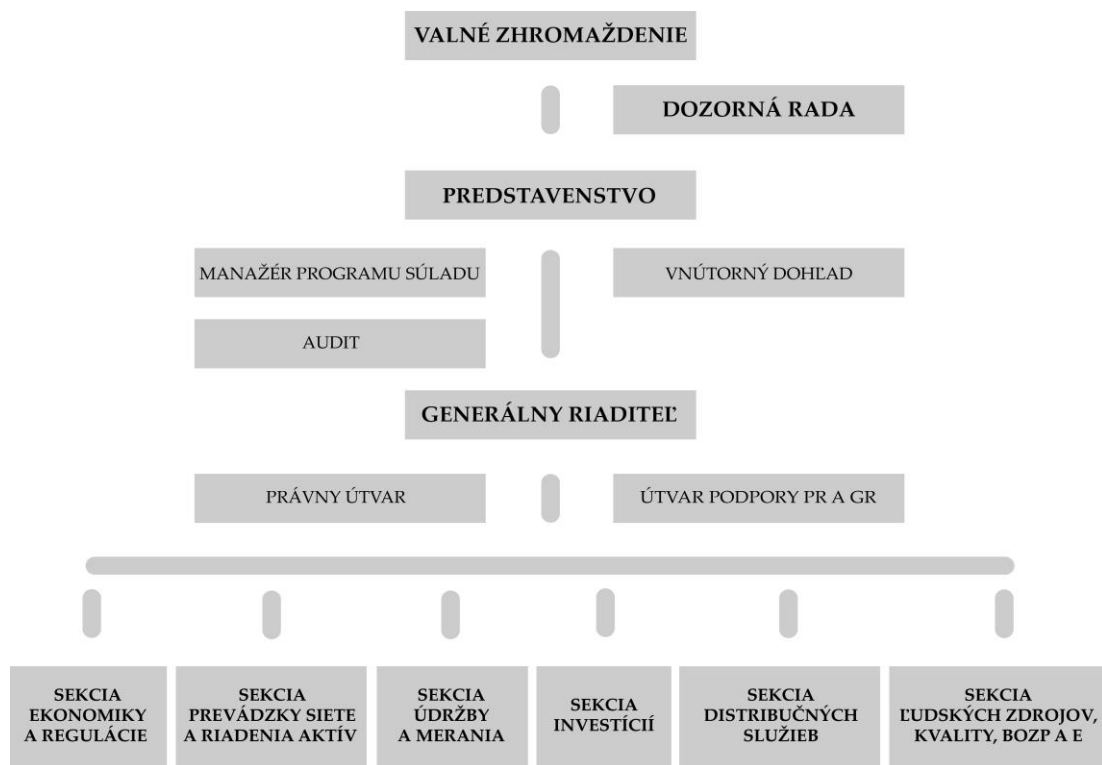 VALNÉ ZHROMAŽDENIE
DOZORNÁ RADA
PREDSTAVENSTVO
MANAŽÉR PROGRAMU SÚLADU
VNÚTORNÝ DOHĽAD
AUDIT
GENERÁLNY RIADITEĽ
PRÁVNY ÚTVAR
ÚTVAR PODPORY PR A GR
SEKCIA
EKONOMIKY
A REGULÁCIE
SEKCIA
PREVÁDZKY SIETE
A RIADENIA AKTÍV
SEKCIA
ÚDRŽBY
A MERANIA
SEKCIA
INVESTÍCIÍ
SEKCIA
DISTRIBUČNÝCH
SLUŽIEB
SEKCIA
ĽUDSKÝCH ZDROJOV,
KVALITY, BOZP A E